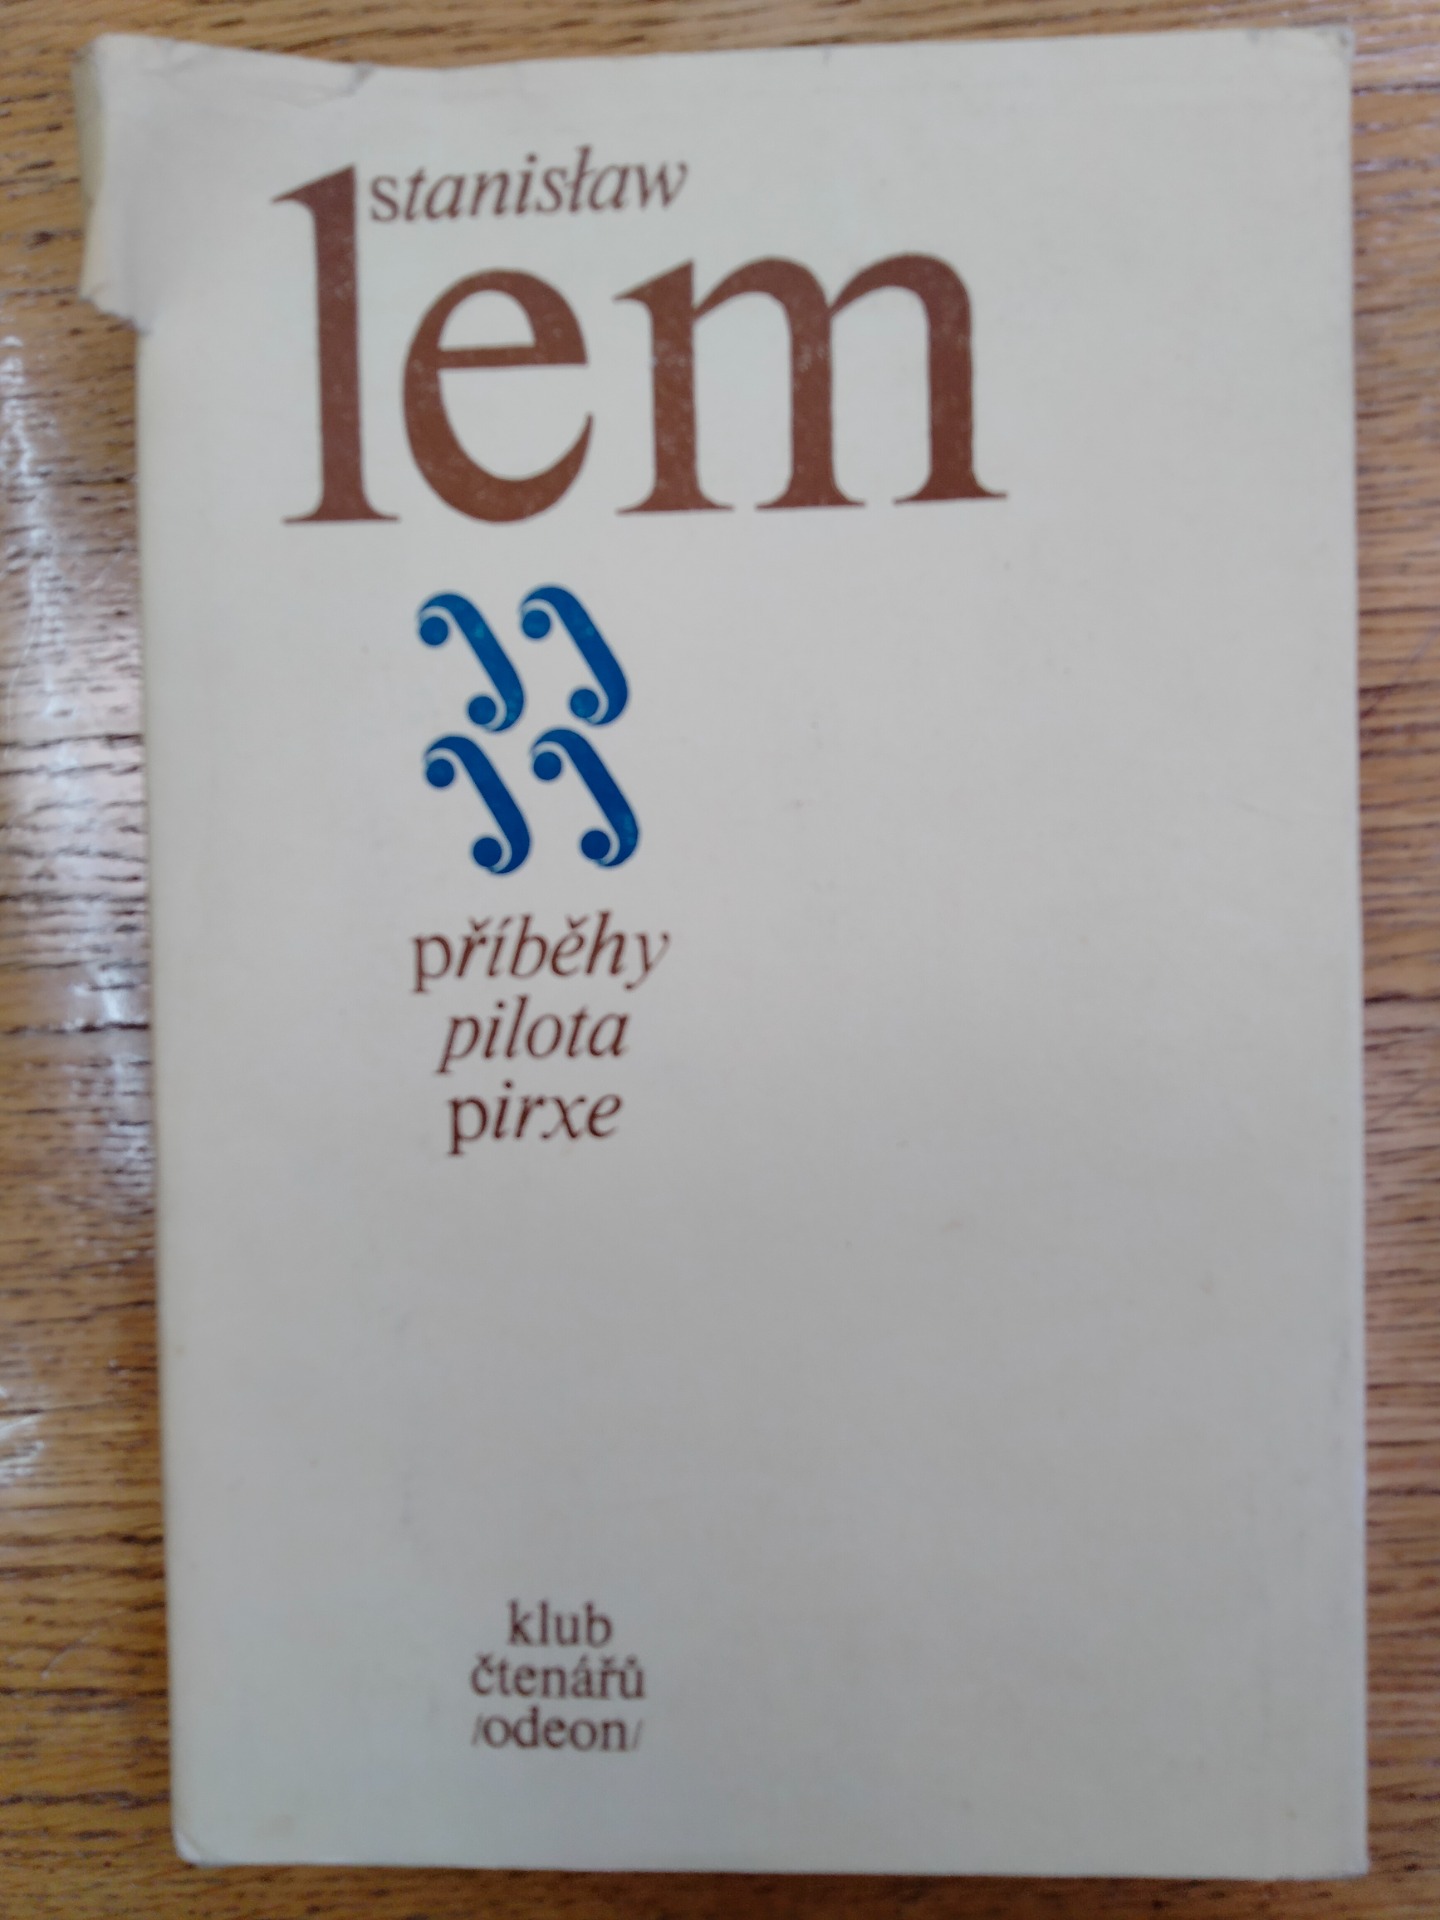 stanisław
lem
příběhy
pilota
pirxe
klub
čtenářů
/odeon/